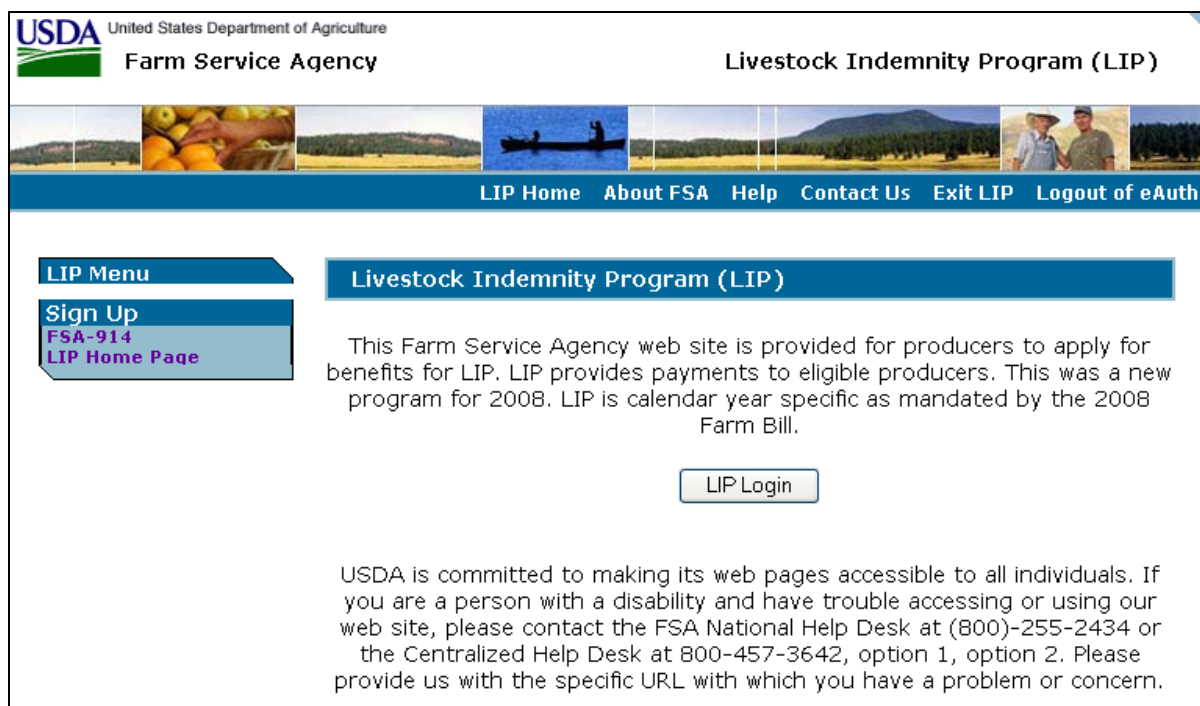 USDA United States Department of Agriculture
Farm Service Agency
Livestock Indemnity Program (LIP)
LIP Home About FSA Help Contact Us Exit LIP Logout of eAuth
LIP Menu
Sign Up
FSA-914
LIP Home Page
Livestock Indemnity Program (LIP)
This Farm Service Agency web site is provided for producers to apply for
benefits for LIP. LIP provides payments to eligible producers. This was a new
program for 2008. LIP is calendar year specific as mandated by the 2008
Farm Bill.
LIP Login
USDA is committed to making its web pages accessible to all individuals. If
you are a person with a disability and have trouble accessing or using our
web site, please contact the FSA National Help Desk at (800)-255-2434 or
the Centralized Help Desk at 800-457-3642, option 1, option 2. Please
provide us with the specific URL with which you have a problem or concern.